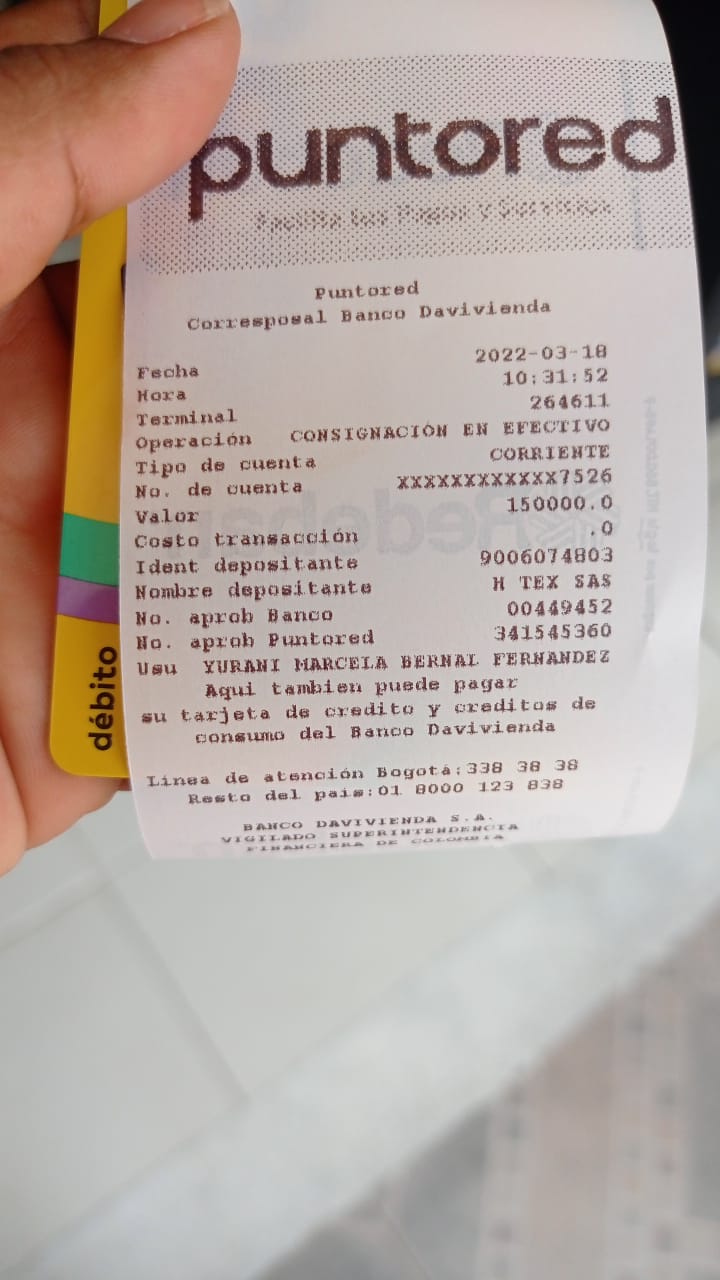 puntored
Facilita tus Pagos y Servicios
Puntored
Corresposal Banco Davivienda
Fecha 2022-03-18
Hora 10:31:52
Terminal 264611
Operación CONSIGNACIÓN EN EFECTIVO
Tipo de cuenta CORRIENTE
No. de cuenta XXXXXXXXXXXX7526
Valor 150000.0
Costo transacción .0
Ident depositante 9006074803
Nombre depositante H TEX SAS
No. aprob Banco 00449452
No. aprob Puntored 341545360
Usu YURANI MARCELA BERNAL FERNANDEZ
Aqui tambien puede pagar
su tarjeta de credito y creditos de
consumo del Banco Davivienda
Linea de atención Bogotá:338 38 38
Resto del pais:01 8000 123 838
BANCO DAVIVIENDA S.A.
VIGILADO SUPERINTENDENCIA
FINANCIERA DE COLOMBIA
débito